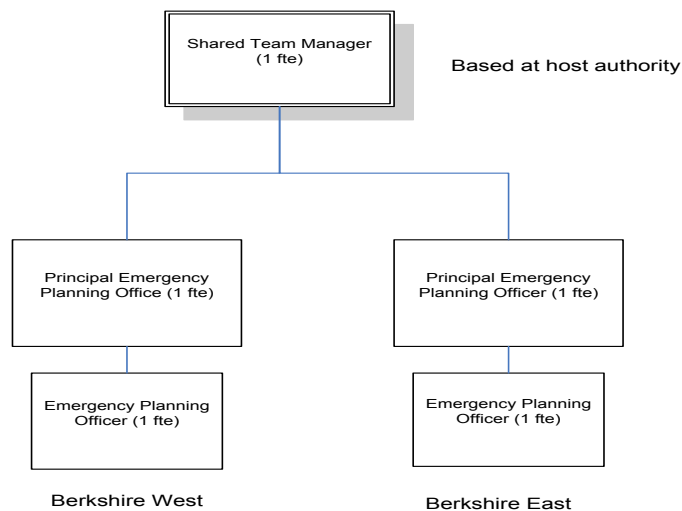 Shared Team Manager
(1 fte)
Based at host authority
Principal Emergency
Planning Office (1 fte)
Principal Emergency
Planning Officer (1 fte)
Emergency Planning
Officer (1 fte)
Emergency Planning
Officer (1 fte)
Berkshire West
Berkshire East